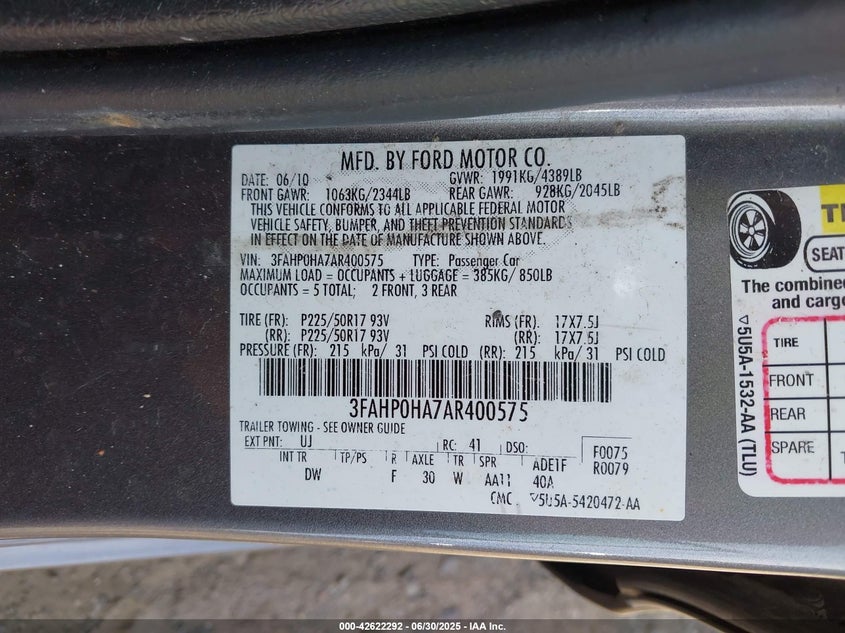 MFD. BY FORD MOTOR CO.
DATE: 06/10 GVWR: 1991KG/4389LB
FRONT GAWR: 1063KG/2344LB REAR GAWR: 928KG/2045LB
THIS VEHICLE CONFORMS TO ALL APPLICABLE FEDERAL MOTOR
VEHICLE SAFETY, BUMPER, AND THEFT PREVENTION STANDARDS
IN EFFECT ON THE DATE OF MANUFACTURE SHOWN ABOVE.
VIN: 3FAHP0HA7AR400575 TYPE: Passenger Car
MAXIMUM LOAD = OCCUPANTS + LUGGAGE = 385KG/ 850LB
OCCUPANTS = 5 TOTAL; 2 FRONT, 3 REAR
TIRE (FR): P225/50R17 93V RIMS (FR). 17X7.5J
(RR): P225/50R17 93V (RR): 17X7.5J
PRESSURE (FR): 215 kPa/ 31 PSI COLD (RR): 215 kPa/ 31 PSI COLD
3FAHP0HA7AR400575
TRAILER TOWING - SEE OWNER GUIDE
EXT PNT: UJ RC: 41 DSO: F0075
INT TR TP/PS R AXLE TR SPR ADE1F R0079
DW F 30 W AA11 40A
CMC ▽5U5A-5420472-AA
SEAT
The combined
and cargo
TIRE
FRONT
REAR
SPARE
▽5U5A-1532-AA (TLU)
000-42622292 - 06/30/2025 - IAA Inc.